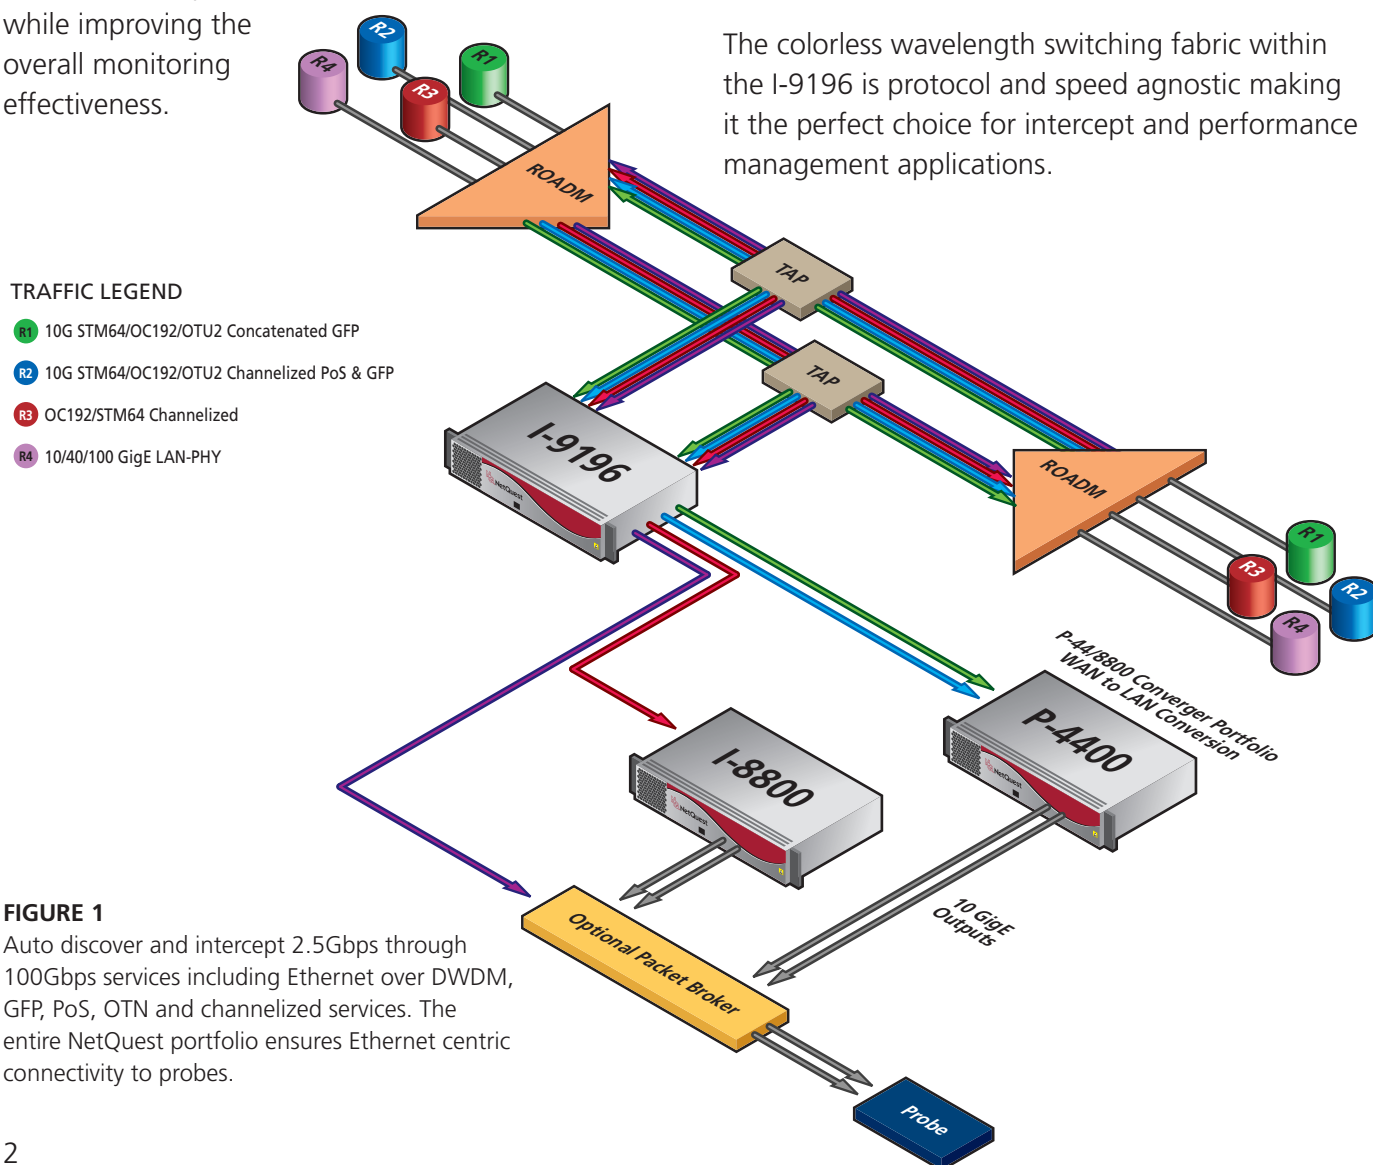 while improving the
overall monitoring
effectiveness.
The colorless wavelength switching fabric within
the I-9196 is protocol and speed agnostic making
it the perfect choice for intercept and performance
management applications.
R4
R2
R3
R1
ROADM
TAP
TAP
TRAFFIC LEGEND
R1 10G STM64/OC192/OTU2 Concatenated GFP
R2 10G STM64/OC192/OTU2 Channelized PoS & GFP
R3 OC192/STM64 Channelized
R4 10/40/100 GigE LAN-PHY
I-9196
NetQuest
ROADM
R1
R3
R2
R4
P-44/8800 Converger Portfolio
WAN to LAN Conversion
P-4400
NetQuest
I-8800
NetQuest
10 GigE
Outputs
Optional Packet Broker
Probe
FIGURE 1
Auto discover and intercept 2.5Gbps through
100Gbps services including Ethernet over DWDM,
GFP, PoS, OTN and channelized services. The
entire NetQuest portfolio ensures Ethernet centric
connectivity to probes.
2